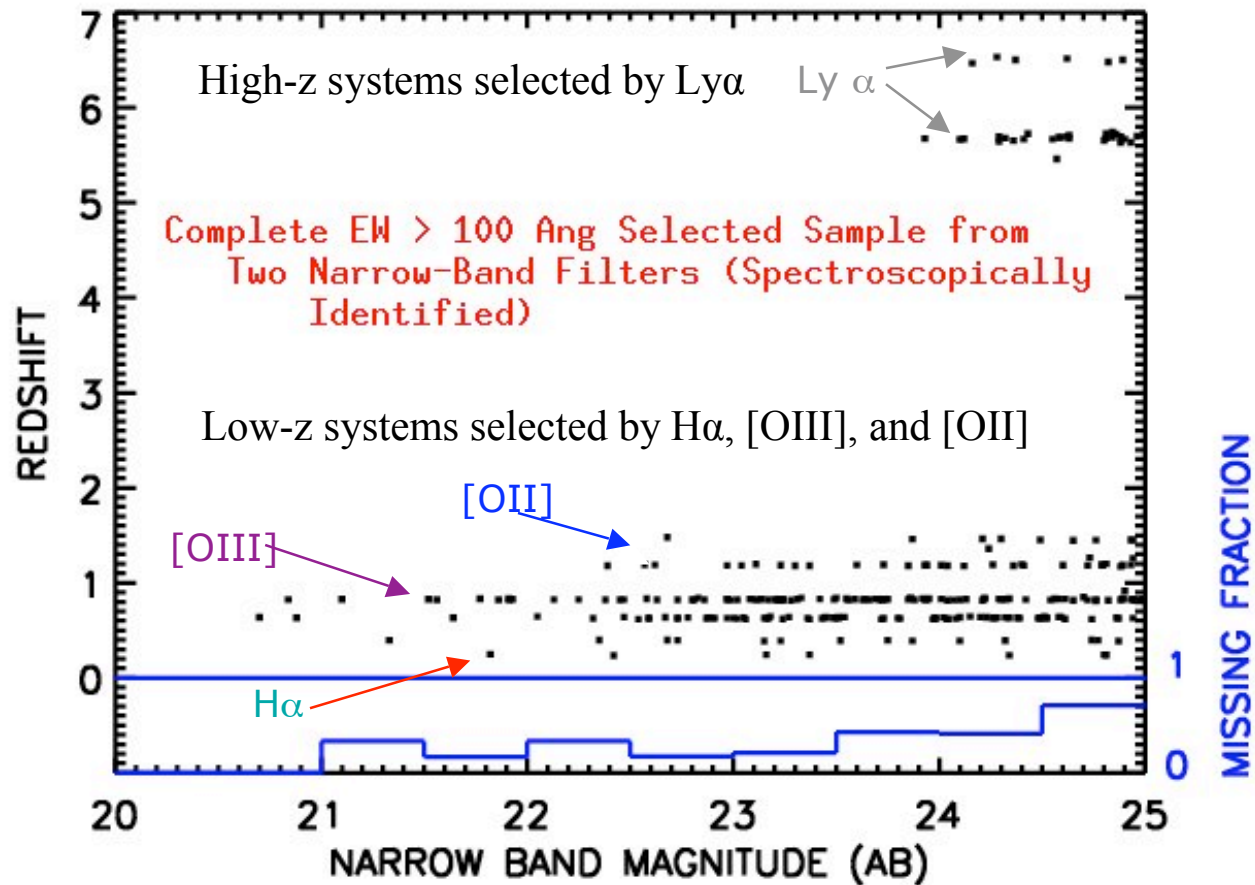 7
High-z systems selected by Lyα
Ly α
6
5
Complete EW > 100 Ang Selected Sample from
Two Narrow-Band Filters (Spectroscopically
Identified)
4
REDSHIFT
3
Low-z systems selected by Hα, [OIII], and [OII]
2
[OII]
[OIII]
1
0
Hα
1
0
MISSING FRACTION
20
21
22
23
24
25
NARROW BAND MAGNITUDE (AB)